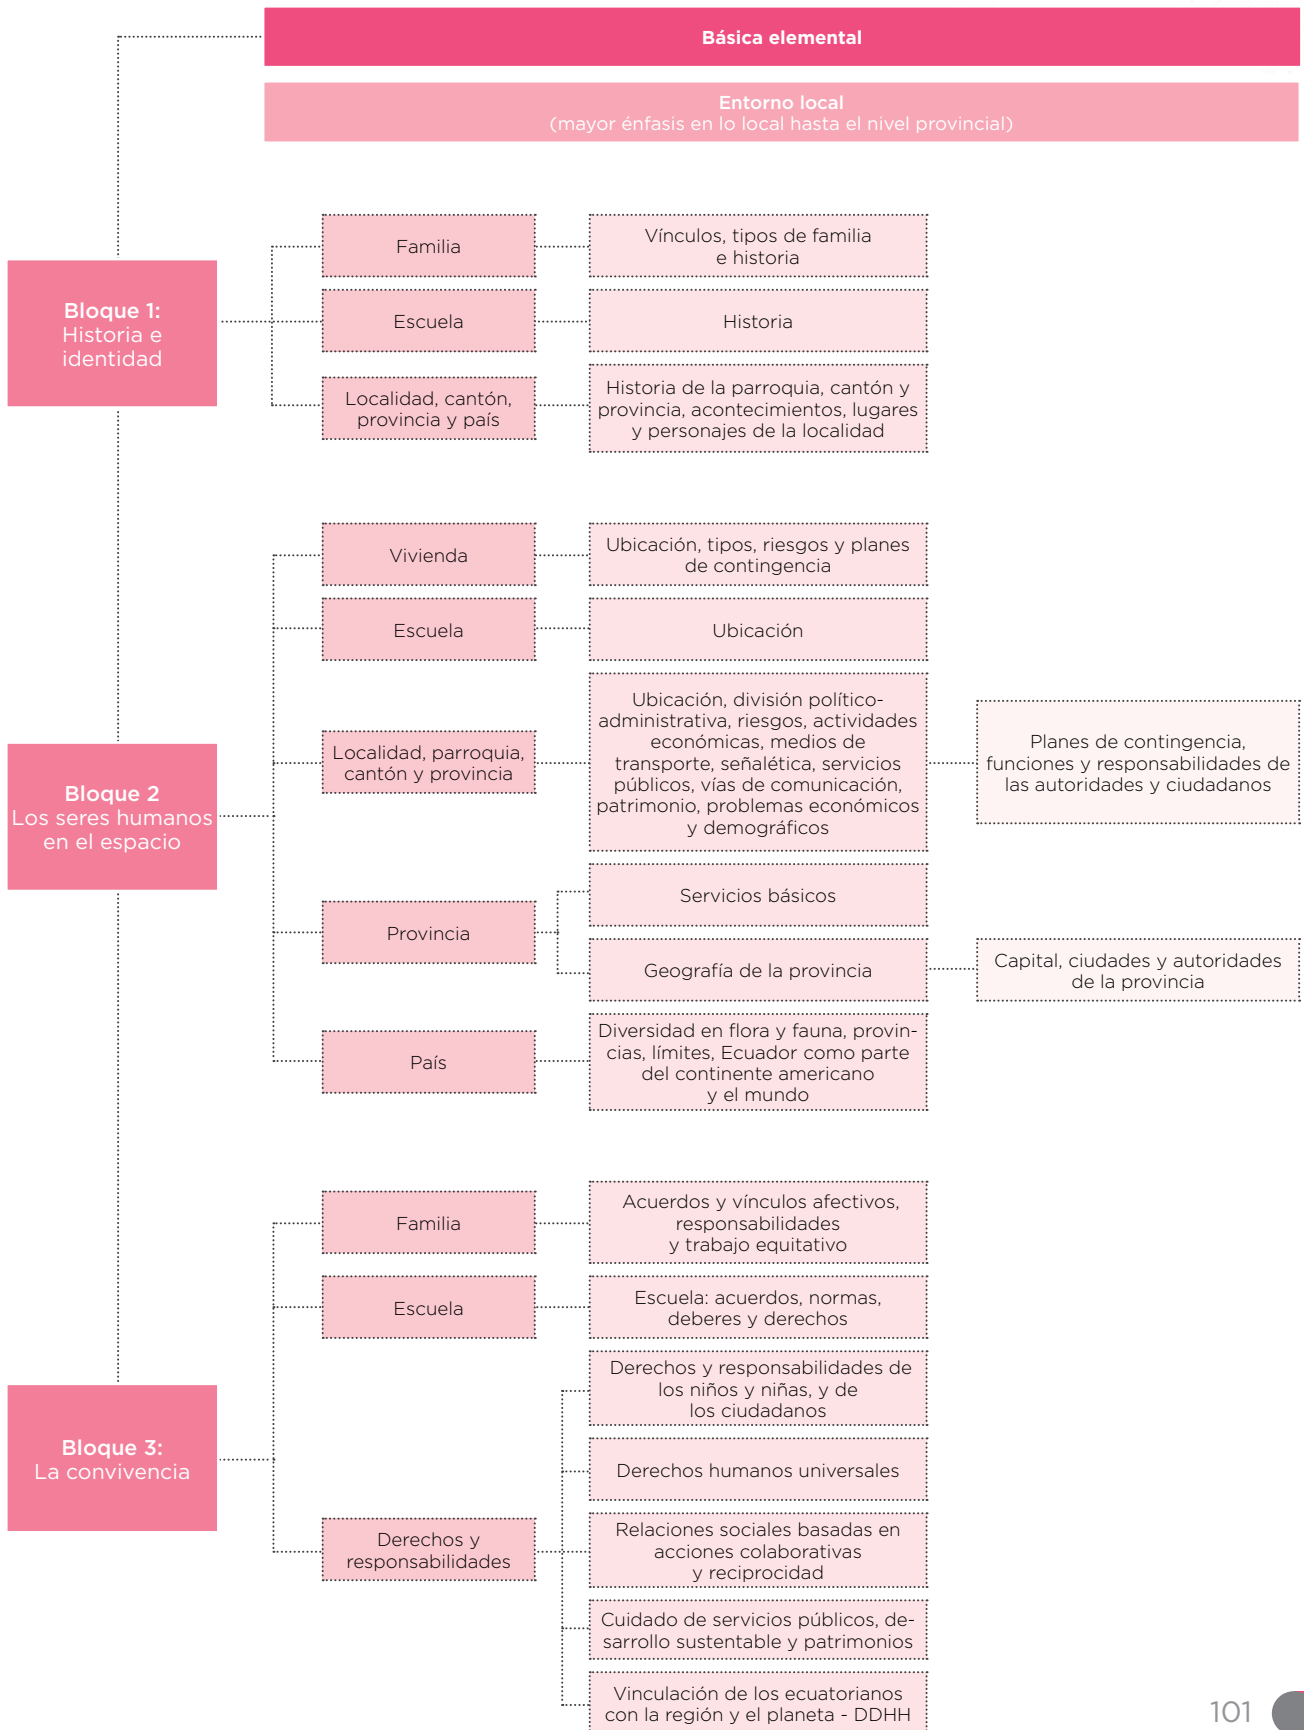 Básica elemental
Entorno local
(mayor énfasis en lo local hasta el nivel provincial)
Bloque 1:
Historia e
identidad
Familia
Vínculos, tipos de familia
e historia
Escuela
Historia
Localidad, cantón,
provincia y país
Historia de la parroquia, cantón y
provincia, acontecimientos, lugares
y personajes de la localidad
Bloque 2
Los seres humanos
en el espacio
Vivienda
Ubicación, tipos, riesgos y planes
de contingencia
Escuela
Ubicación
Localidad, parroquia,
cantón y provincia
Ubicación, división político-
administrativa, riesgos, actividades
económicas, medios de
transporte, señalética, servicios
públicos, vías de comunicación,
patrimonio, problemas económicos
y demográficos
Planes de contingencia,
funciones y responsabilidades de
las autoridades y ciudadanos
Provincia
Servicios básicos
Geografía de la provincia
Capital, ciudades y autoridades
de la provincia
País
Diversidad en flora y fauna, provin-
cias, límites, Ecuador como parte
del continente americano
y el mundo
Bloque 3:
La convivencia
Familia
Acuerdos y vínculos afectivos,
responsabilidades
y trabajo equitativo
Escuela
Escuela: acuerdos, normas,
deberes y derechos
Derechos y
responsabilidades
Derechos y responsabilidades de
los niños y niñas, y de
los ciudadanos
Derechos humanos universales
Relaciones sociales basadas en
acciones colaborativas
y reciprocidad
Cuidado de servicios públicos, de-
sarrollo sustentable y patrimonios
Vinculación de los ecuatorianos
con la región y el planeta - DDHH
101